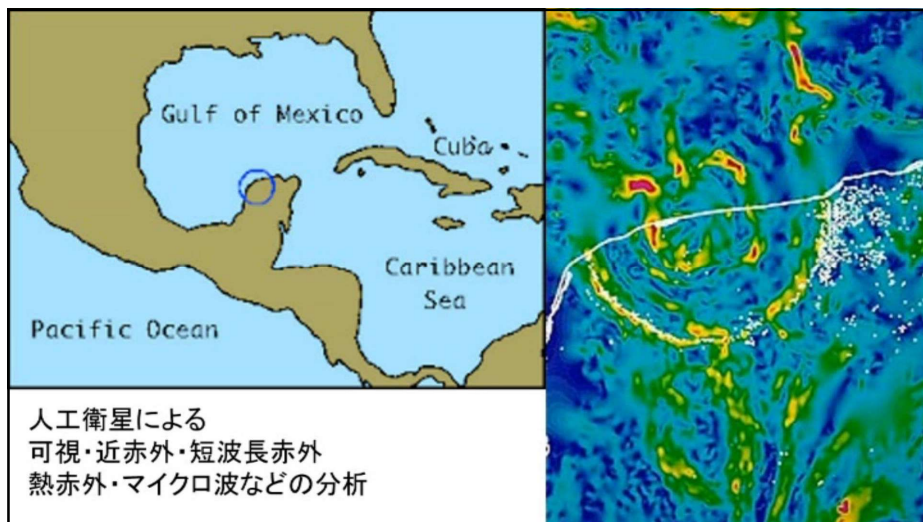 Gulf of Mexico
Cuba
Caribbean
Sea
Pacific Ocean
人工衛星による
可視・近赤外・短波長赤外
熱赤外・マイクロ波などの分析